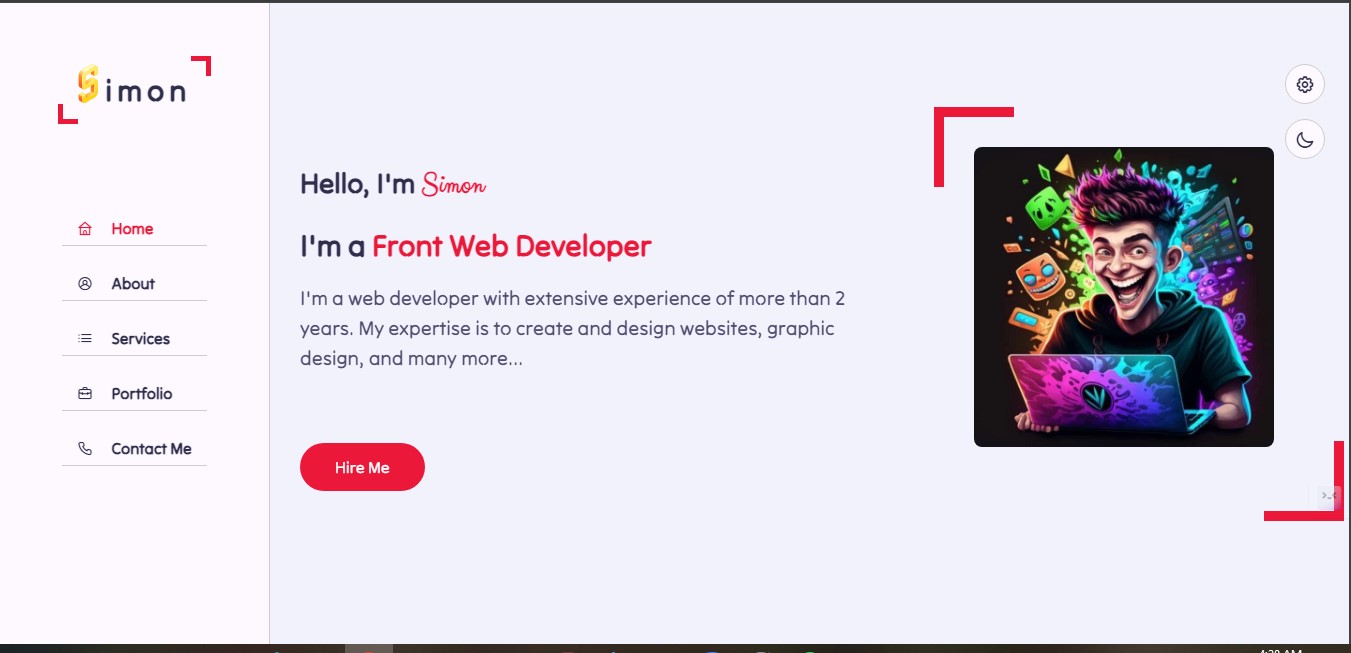 Simon
Home
About
Services
Portfolio
Contact Me
Hello, I'm Simon
I'm a Front Web Developer
I'm a web developer with extensive experience of more than 2
years. My expertise is to create and design websites, graphic
design, and many more...
Hire Me